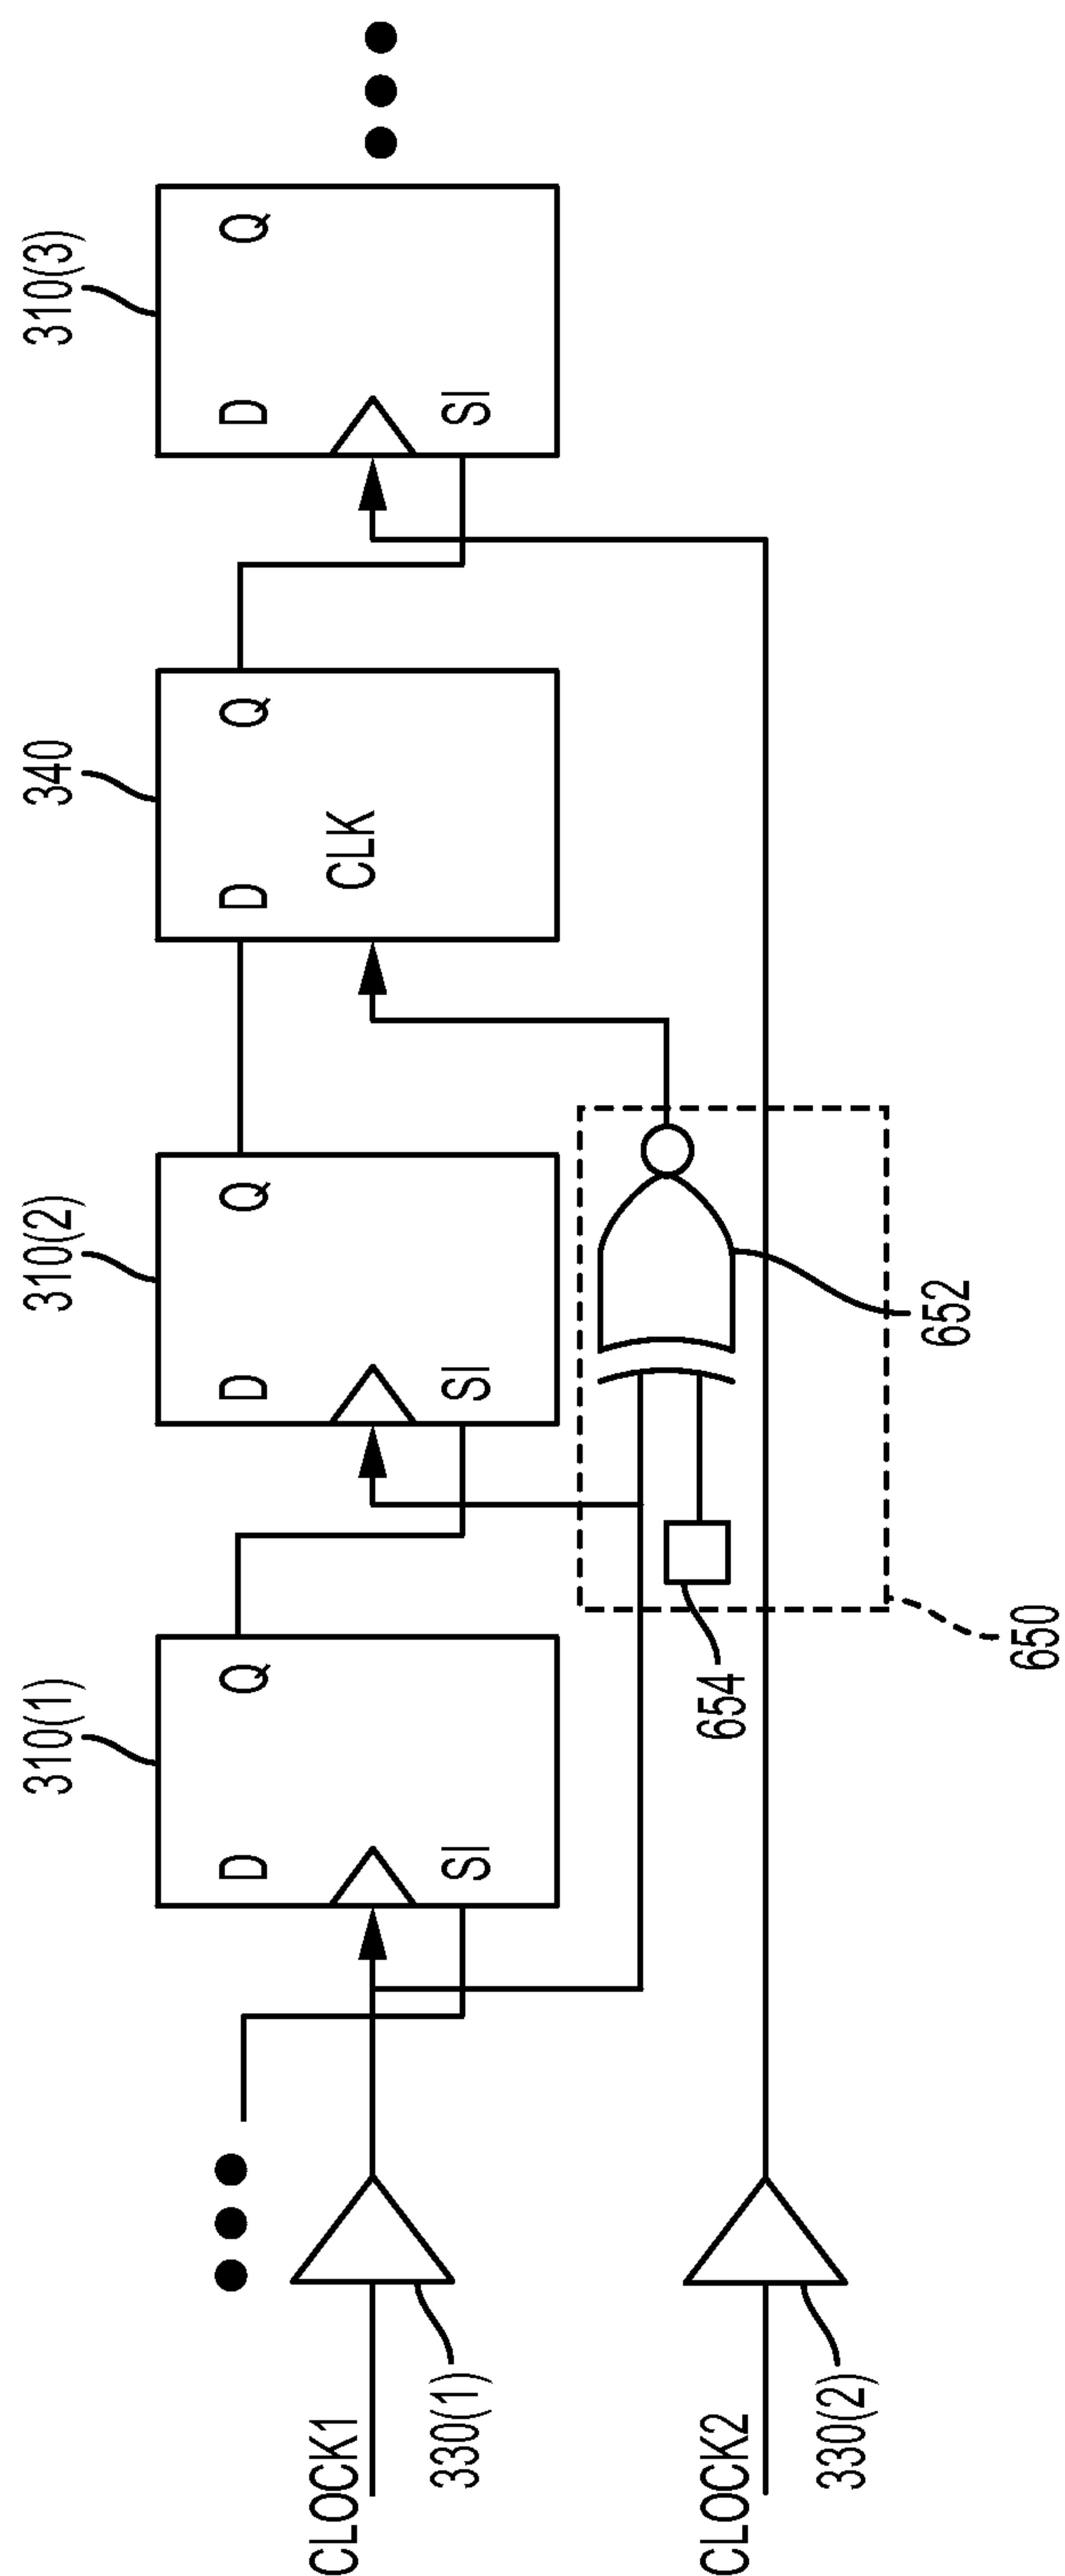 310(1)
310(2)
340
310(3)
D
Q
D
Q
D
Q
D
Q
CLK
SI
SI
SI
CLOCK1
330(1)
654
652
650
CLOCK2
330(2)